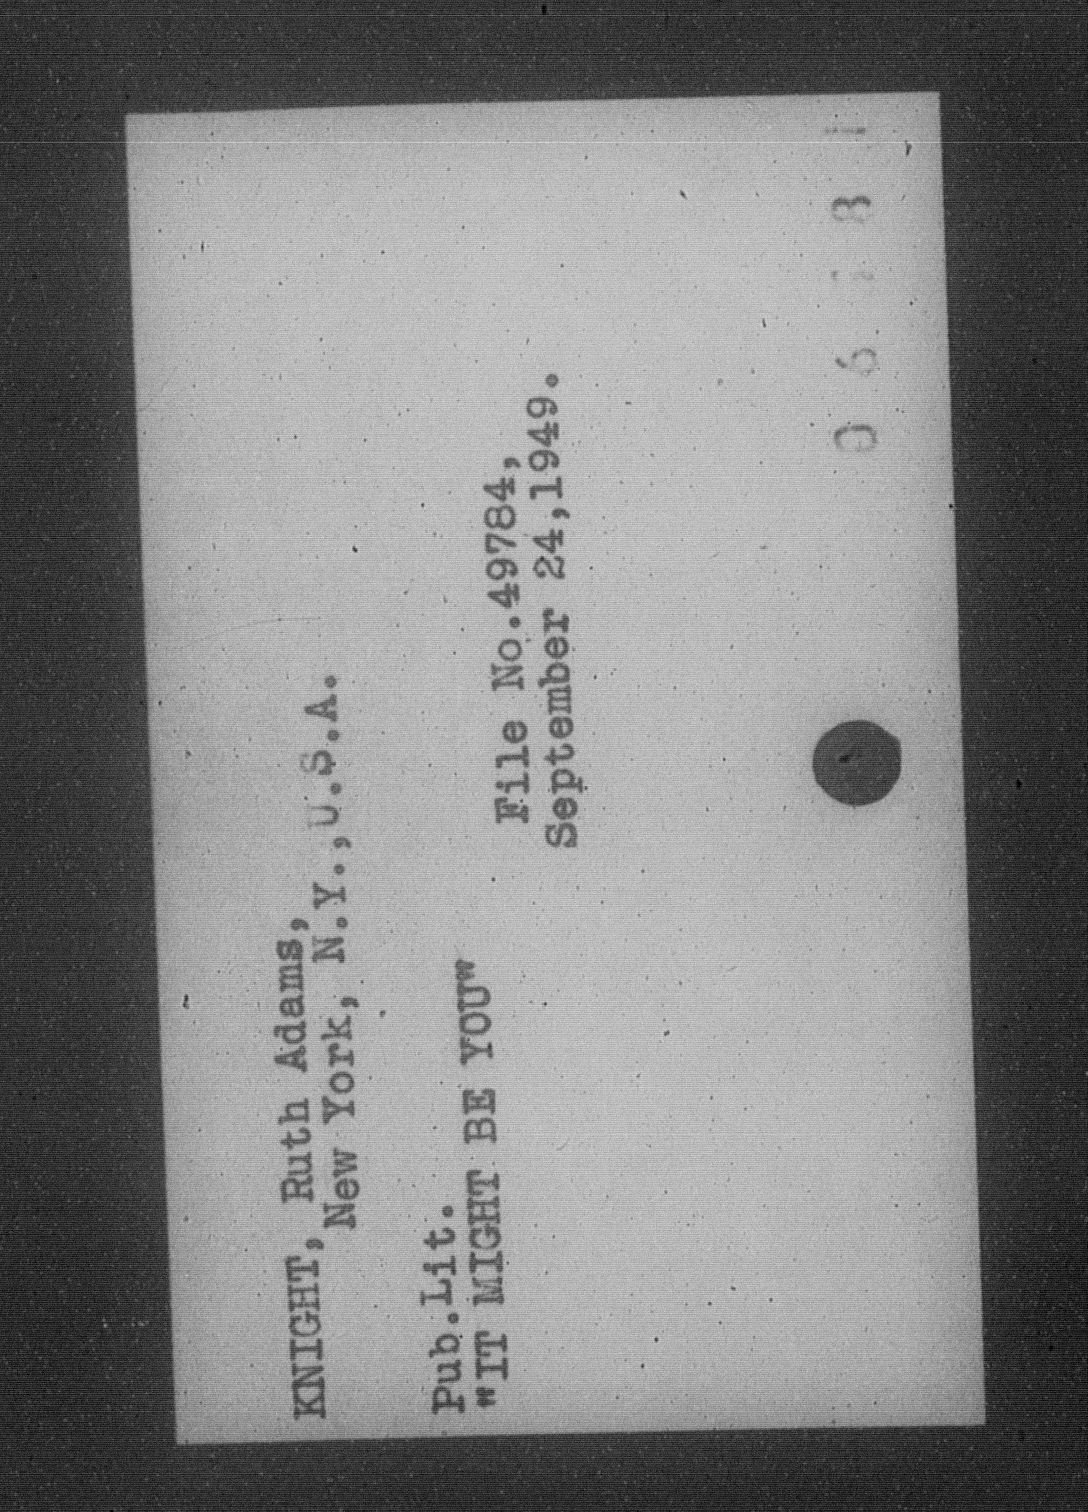 KNIGHT, Ruth Adams,
New York, N.Y.,U.S.A.
Pub.Lit.
"IT MIGHT BE YOU"
File No.49784,
September 24,1949.